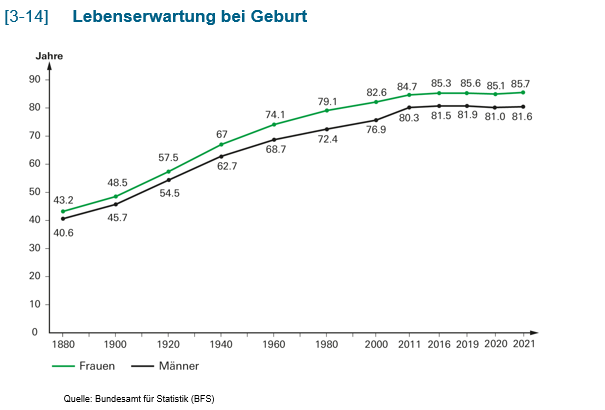 [3-14] Lebenserwartung bei Geburt
Jahre
90
80
70
60
50
40
30
20
10
0
43.2 48.5 57.5 67 74.1 79.1 82.6 84.7 85.3 85.6 85.1 85.7
40.6 45.7 54.5 62.7 68.7 72.4 76.9 80.3 81.5 81.9 81.0 81.6
1880 1900 1920 1940 1960 1980 2000 2011 2016 2019 2020 2021
Frauen Männer
Quelle: Bundesamt für Statistik (BFS)